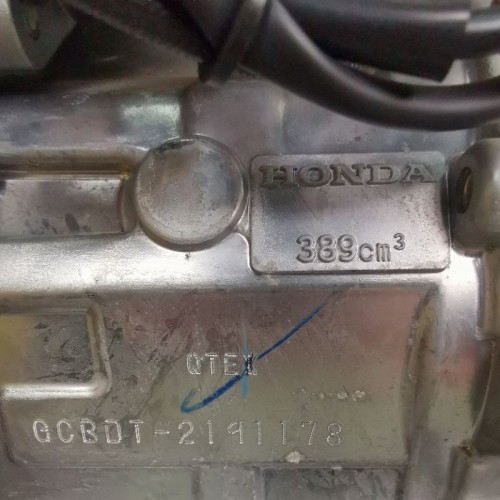 HONDA
389cm³
QTEX
GCBDT-2191178